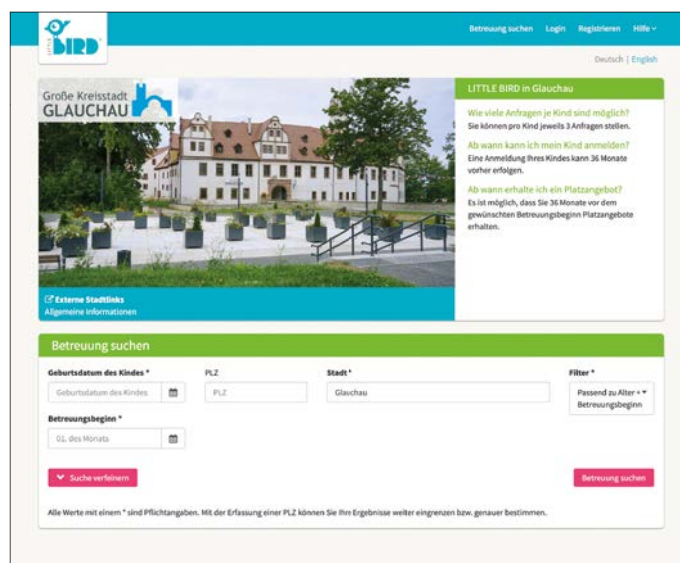 LITTLE BIRD
Betreuung suchen Login Registrieren Hilfe
Deutsch | English
Große Kreisstadt
GLAUCHAU
LITTLE BIRD in Glauchau
Wie viele Anfragen je Kind sind möglich?
Sie können pro Kind jeweils 3 Anfragen stellen.
Ab wann kann ich mein Kind anmelden?
Eine Anmeldung Ihres Kindes kann 36 Monate
vorher erfolgen.
Ab wann erhalte ich ein Platzangebot?
Es ist möglich, dass Sie 36 Monate vor dem
gewünschten Betreuungsbeginn Platzangebote
erhalten.
Externe Stadtlinks
Allgemeine Informationen
Betreuung suchen
Geburtsdatum des Kindes * PLZ Stadt * Filter *
Geburtsdatum des Kindes PLZ Glauchau Passend zu Alter +
Betreuungsbeginn
Betreuungsbeginn *
01. des Monats
Suche verfeinern Betreuung suchen
Alle Werte mit einem * sind Pflichtangaben. Mit der Erfassung einer PLZ können Sie Ihre Ergebnisse weiter eingrenzen bzw. genauer bestimmen.